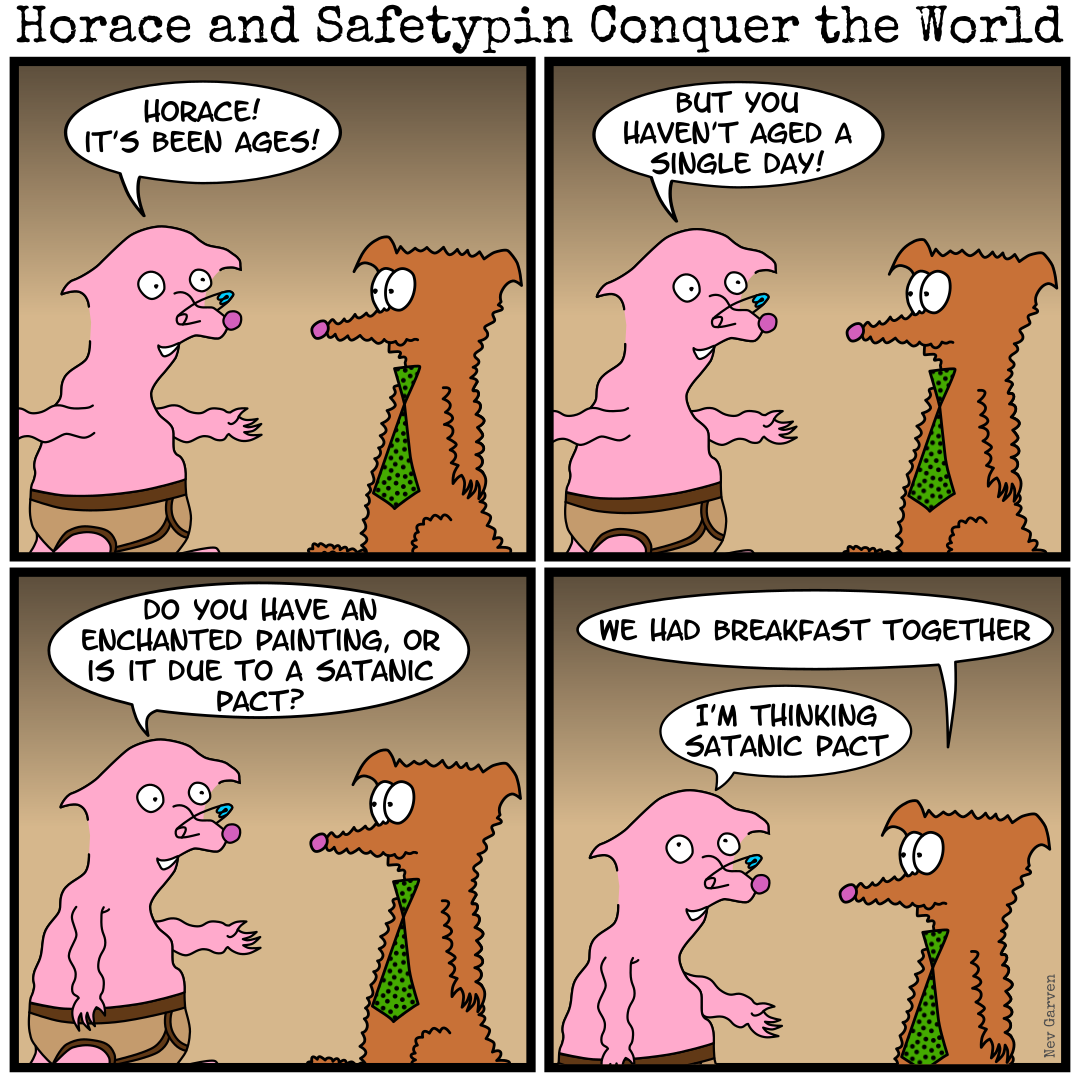 Horace and Safetypin Conquer the World
HORACE!
IT'S BEEN AGES!
BUT YOU
HAVEN'T AGED A
SINGLE DAY!
DO YOU HAVE AN
ENCHANTED PAINTING, OR
IS IT DUE TO A SATANIC
PACT?
WE HAD BREAKFAST TOGETHER
I'M THINKING
SATANIC PACT
Nev Garven